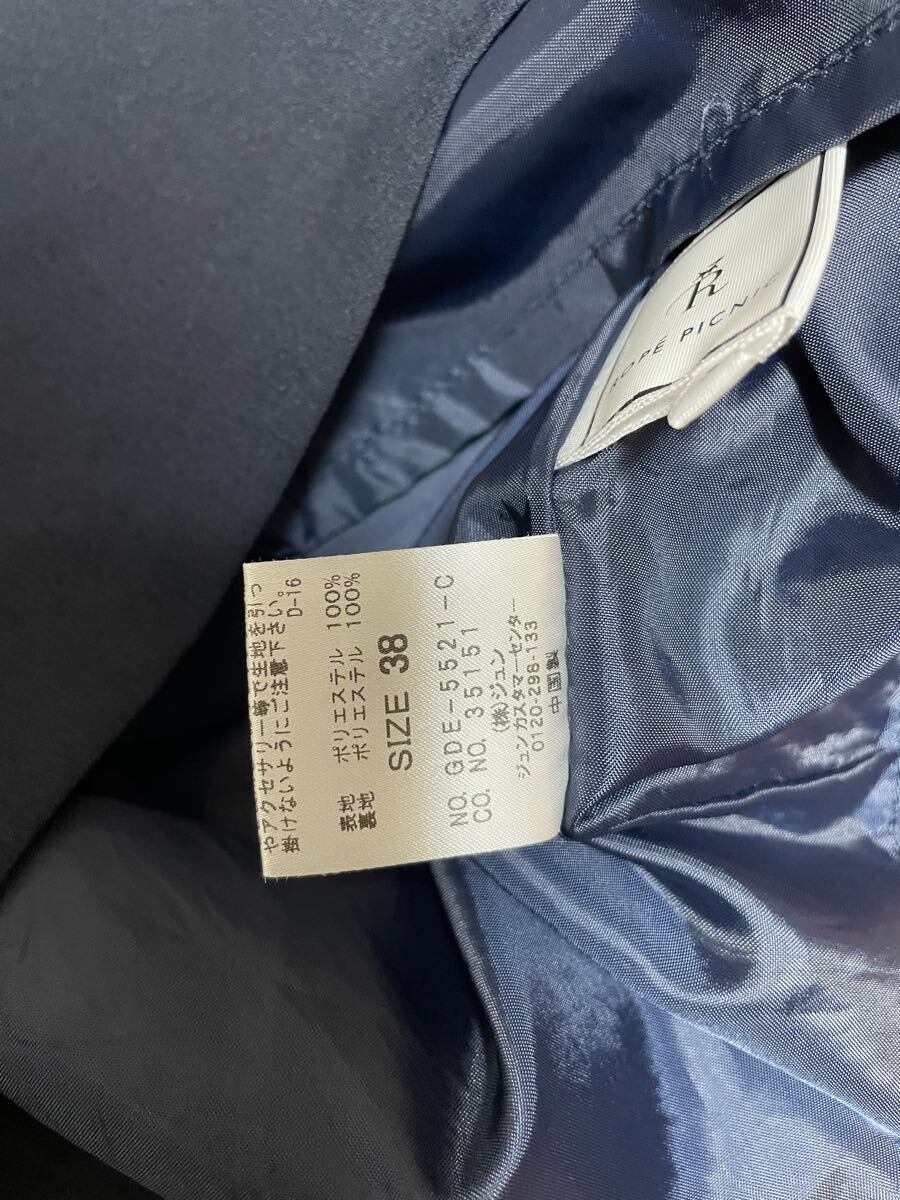 R
ROPÉ PICNIC
やアクセサリー等で生地を引っ
掛けないようにご注意下さい。
D-16
表地 ポリエステル 100%
裏地 ポリエステル 100%
SIZE 38
NO. GDE-5521-C
CO. NO. 35151
(株)ジュン
ジュンカスタマーセンター
0120-298-133
中国製